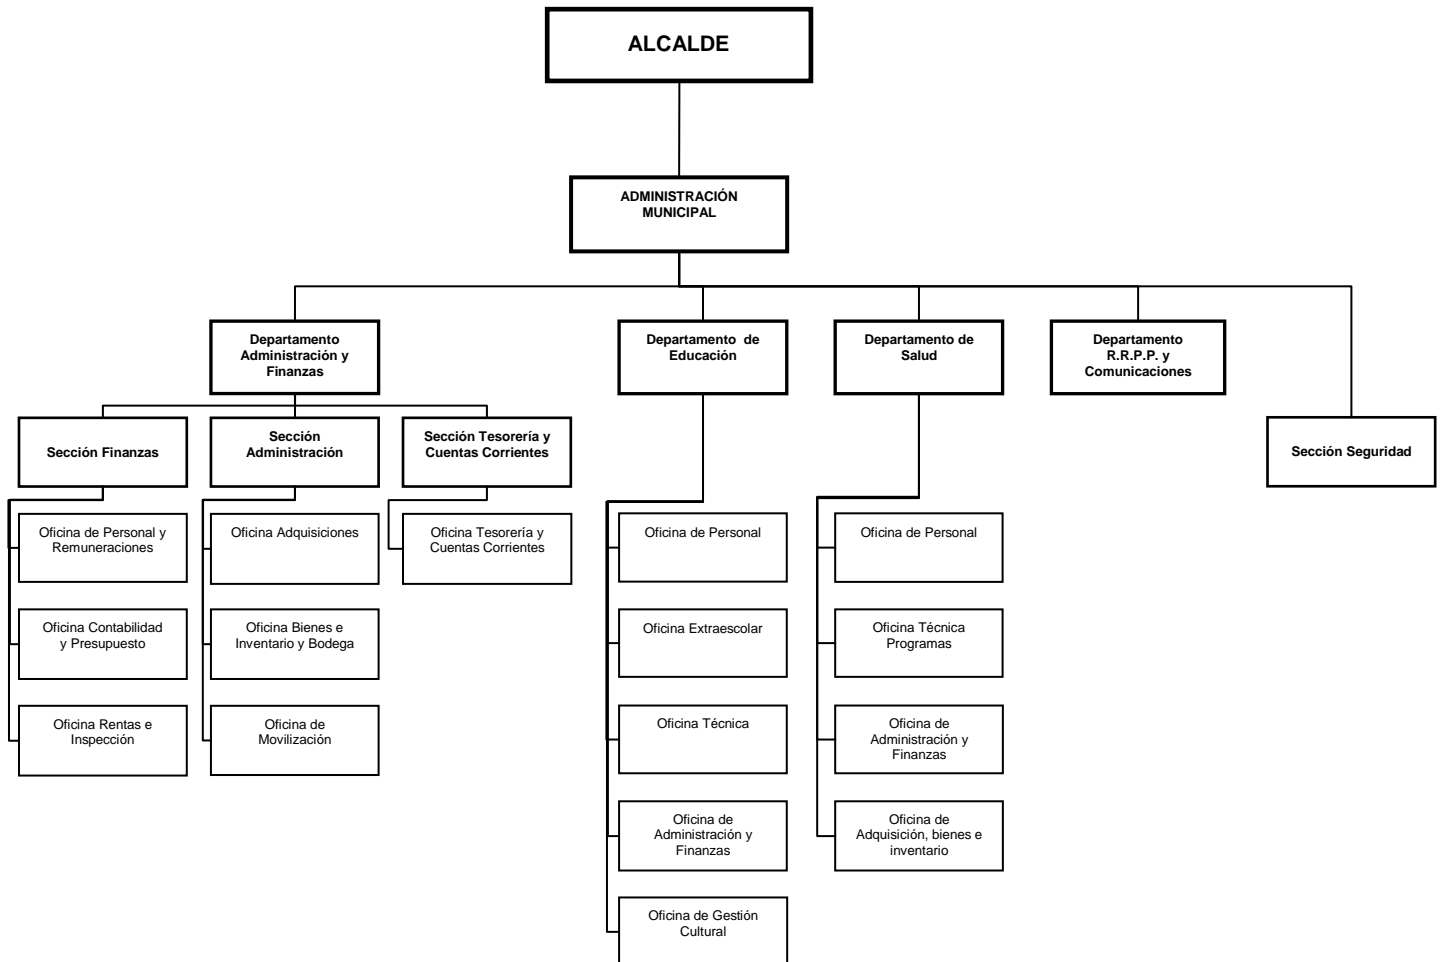 ALCALDE
ADMINISTRACIÓN
MUNICIPAL
Departamento
Administración y
Finanzas
Departamento de
Educación
Departamento de
Salud
Departamento
R.R.P.P. y
Comunicaciones
Sección Finanzas
Sección
Administración
Sección Tesorería y
Cuentas Corrientes
Sección Seguridad
Oficina de Personal y
Remuneraciones
Oficina Adquisiciones
Oficina Tesorería y
Cuentas Corrientes
Oficina de Personal
Oficina de Personal
Oficina Contabilidad
y Presupuesto
Oficina Bienes e
Inventario y Bodega
Oficina Extraescolar
Oficina Técnica
Programas
Oficina Rentas e
Inspección
Oficina de
Movilización
Oficina Técnica
Oficina de
Administración y
Finanzas
Oficina de
Administración y
Finanzas
Oficina de
Adquisición, bienes e
inventario
Oficina de Gestión
Cultural